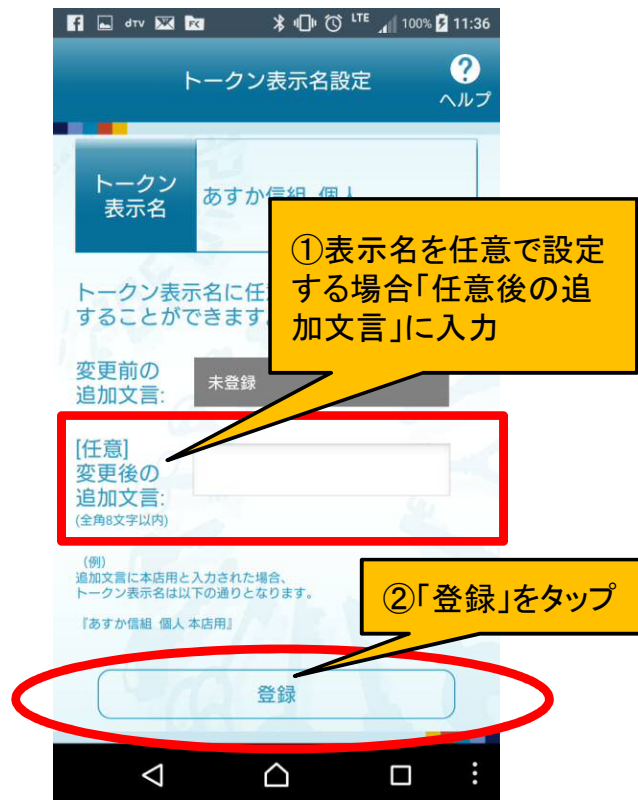 dTV
LTE 100% 11:36
トークン表示名設定
?
ヘルプ
トークン
表示名
あすか信組 個人
①表示名を任意で設定
する場合「任意後の追
加文言」に入力
トークン表示名に任
することができます
変更前の
追加文言:
未登録
[任意]
変更後の
追加文言:
(全角8文字以内)
(例)
追加文言に本店用と入力された場合、
トークン表示名は以下の通りとなります。
『あすか信組 個人 本店用』
②「登録」をタップ
登録